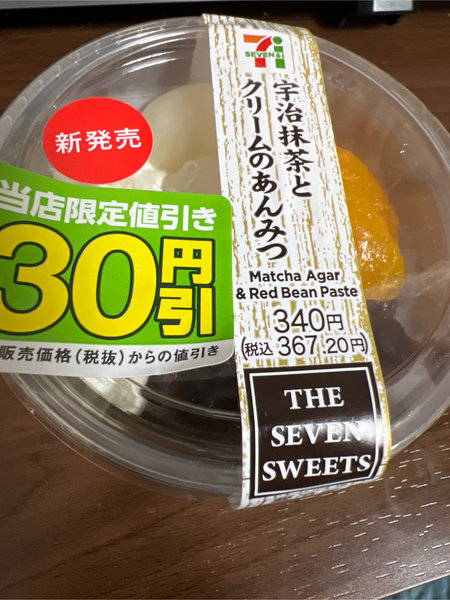 SEVEN&i
新発売
宇治抹茶と
クリームのあんみつ
当店限定値引き
30円引
販売価格(税抜)からの値引き
Matcha Agar
& Red Bean Paste
340円
(税込 367.20円)
THE
SEVEN
SWEETS